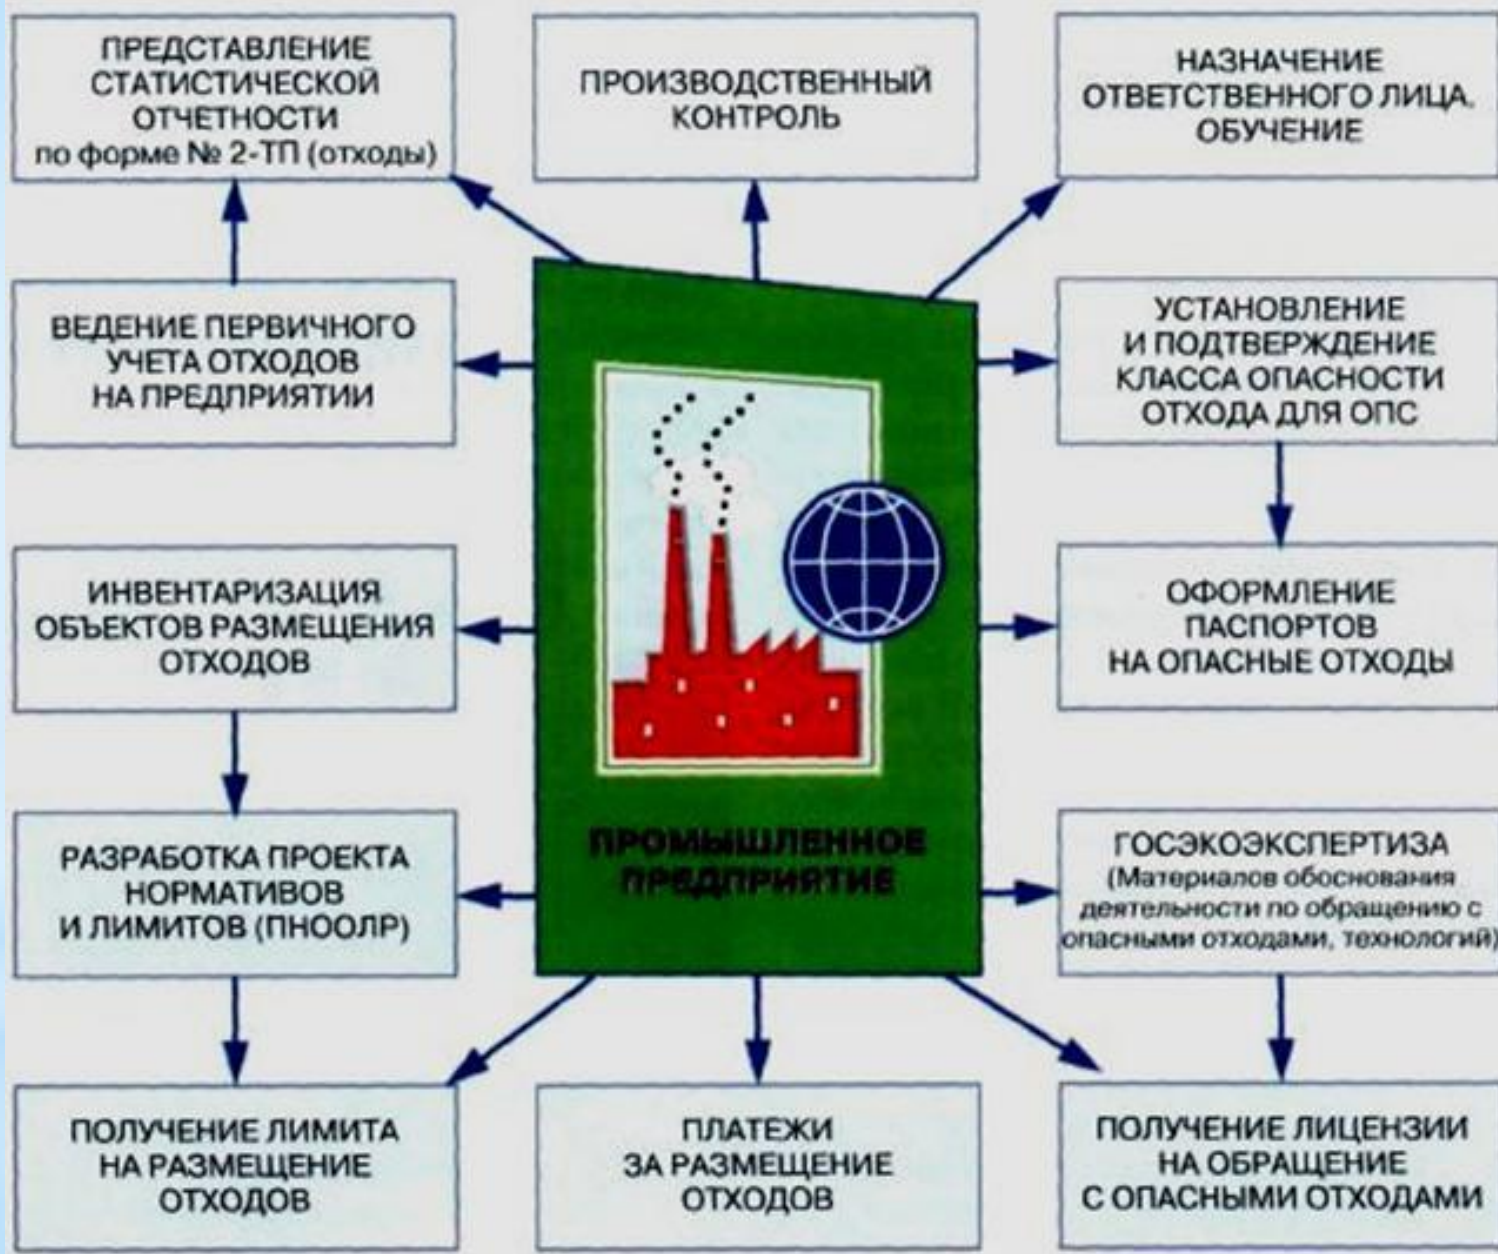 ПРЕДСТАВЛЕНИЕ
СТАТИСТИЧЕСКОЙ
ОТЧЕТНОСТИ
по форме № 2-ТП (отходы)
ПРОИЗВОДСТВЕННЫЙ
КОНТРОЛЬ
НАЗНАЧЕНИЕ
ОТВЕТСТВЕННОГО ЛИЦА.
ОБУЧЕНИЕ
ВЕДЕНИЕ ПЕРВИЧНОГО
УЧЕТА ОТХОДОВ
НА ПРЕДПРИЯТИИ
УСТАНОВЛЕНИЕ
И ПОДТВЕРЖДЕНИЕ
КЛАССА ОПАСНОСТИ
ОТХОДА ДЛЯ ОПС
ИНВЕНТАРИЗАЦИЯ
ОБЪЕКТОВ РАЗМЕЩЕНИЯ
ОТХОДОВ
ОФОРМЛЕНИЕ
ПАСПОРТОВ
НА ОПАСНЫЕ ОТХОДЫ
РАЗРАБОТКА ПРОЕКТА
НОРМАТИВОВ
И ЛИМИТОВ (ПНООЛР)
ПРОМЫШЛЕННОЕ
ПРЕДПРИЯТИЕ
ГОСЭКОЭКСПЕРТИЗА
(Материалов обоснования
деятельности по обращению с
опасными отходами, технологий)
ПОЛУЧЕНИЕ ЛИМИТА
НА РАЗМЕЩЕНИЕ
ОТХОДОВ
ПЛАТЕЖИ
ЗА РАЗМЕЩЕНИЕ
ОТХОДОВ
ПОЛУЧЕНИЕ ЛИЦЕНЗИИ
НА ОБРАЩЕНИЕ
С ОПАСНЫМИ ОТХОДАМИ